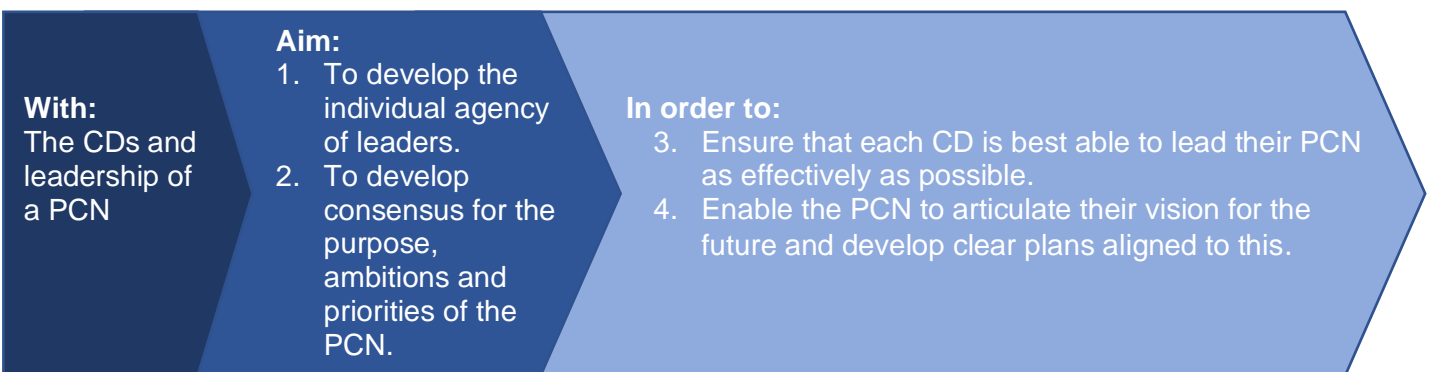 With:
The CDs and
leadership of
a PCN
Aim:
1. To develop the
individual agency
of leaders.
2. To develop
consensus for the
purpose,
ambitions and
priorities of the
PCN.
In order to:
3. Ensure that each CD is best able to lead their PCN
as effectively as possible.
4. Enable the PCN to articulate their vision for the
future and develop clear plans aligned to this.